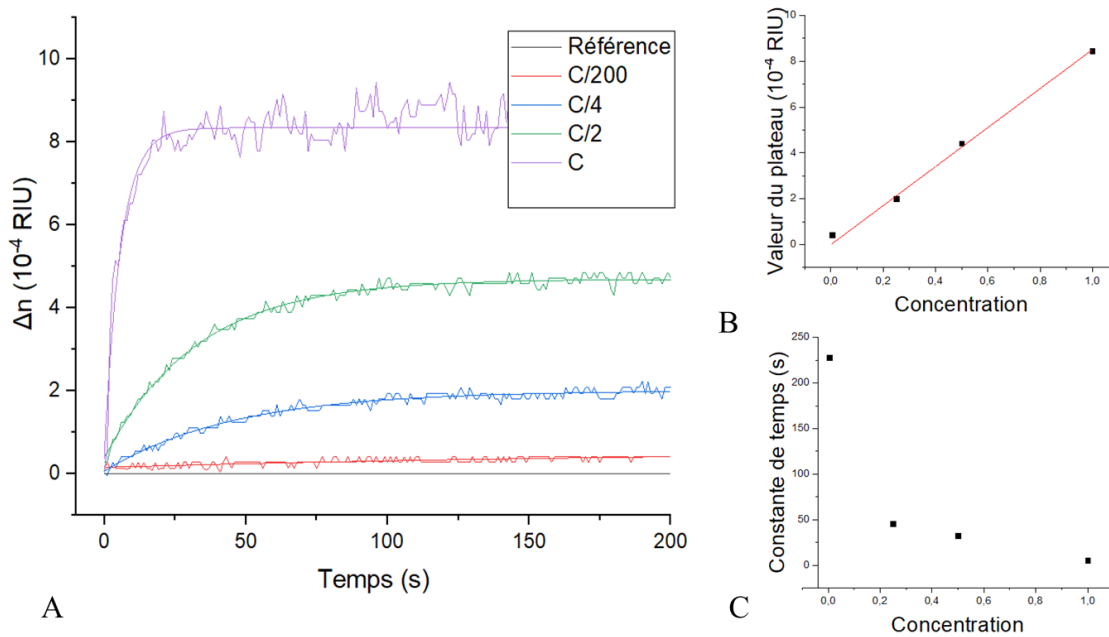 Δn (10⁻⁴ RIU)
10
8
6
4
2
0
0 50 100 150 200
Temps (s)
Référence
C/200
C/4
C/2
C
A
Valeur du plateau (10⁻⁴ RIU)
10
8
6
4
2
0
0,0 0,2 0,4 0,6 0,8 1,0
Concentration
B
Constante de temps (s)
250
200
150
100
50
0
0,0 0,2 0,4 0,6 0,8 1,0
Concentration
C